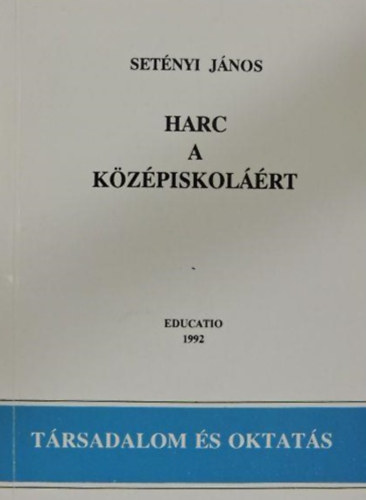 SETÉNYI JÁNOS
HARC
A
KÖZÉPISKOLÁÉRT
EDUCATIO
1992
TÁRSADALOM ÉS OKTATÁS